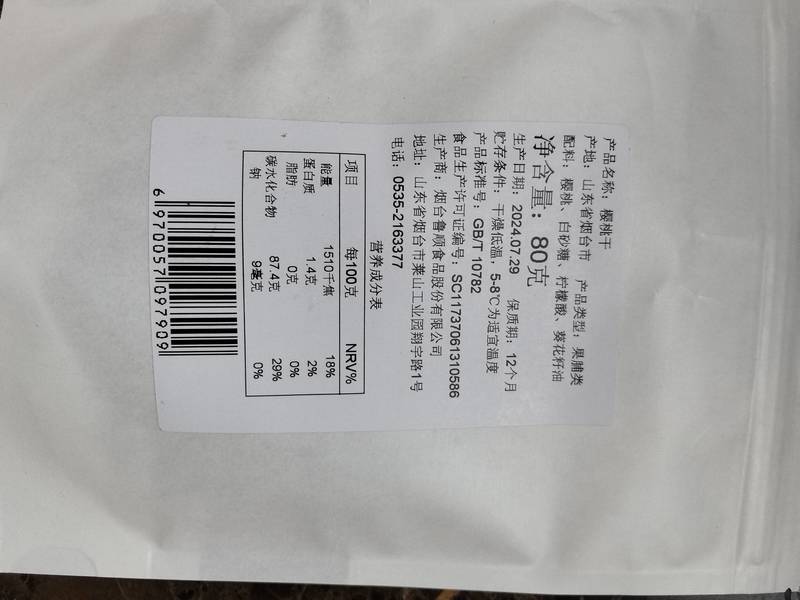 产品名称：樱桃干
产地：山东省烟台市 产品类型：果脯类
配料：樱桃、白砂糖、柠檬酸、葵花籽油
净含量：80克
生产日期：2024.07.29 保质期：12个月
贮存条件：干燥低温，5-8℃为适宜温度
产品标准号：GB/T 10782
食品生产许可证编号：SC11737061310586
生产商：烟台鲁顺食品股份有限公司
地址：山东省烟台市莱山工业园翔宇路1号
电话：0535-2163377
营养成分表
项目 每100克 NRV%
能量 1510千焦 18%
蛋白质 1.4克 2%
脂肪 0克 0%
碳水化合物 87.4克 29%
钠 9毫克 0%
6 970057 097909